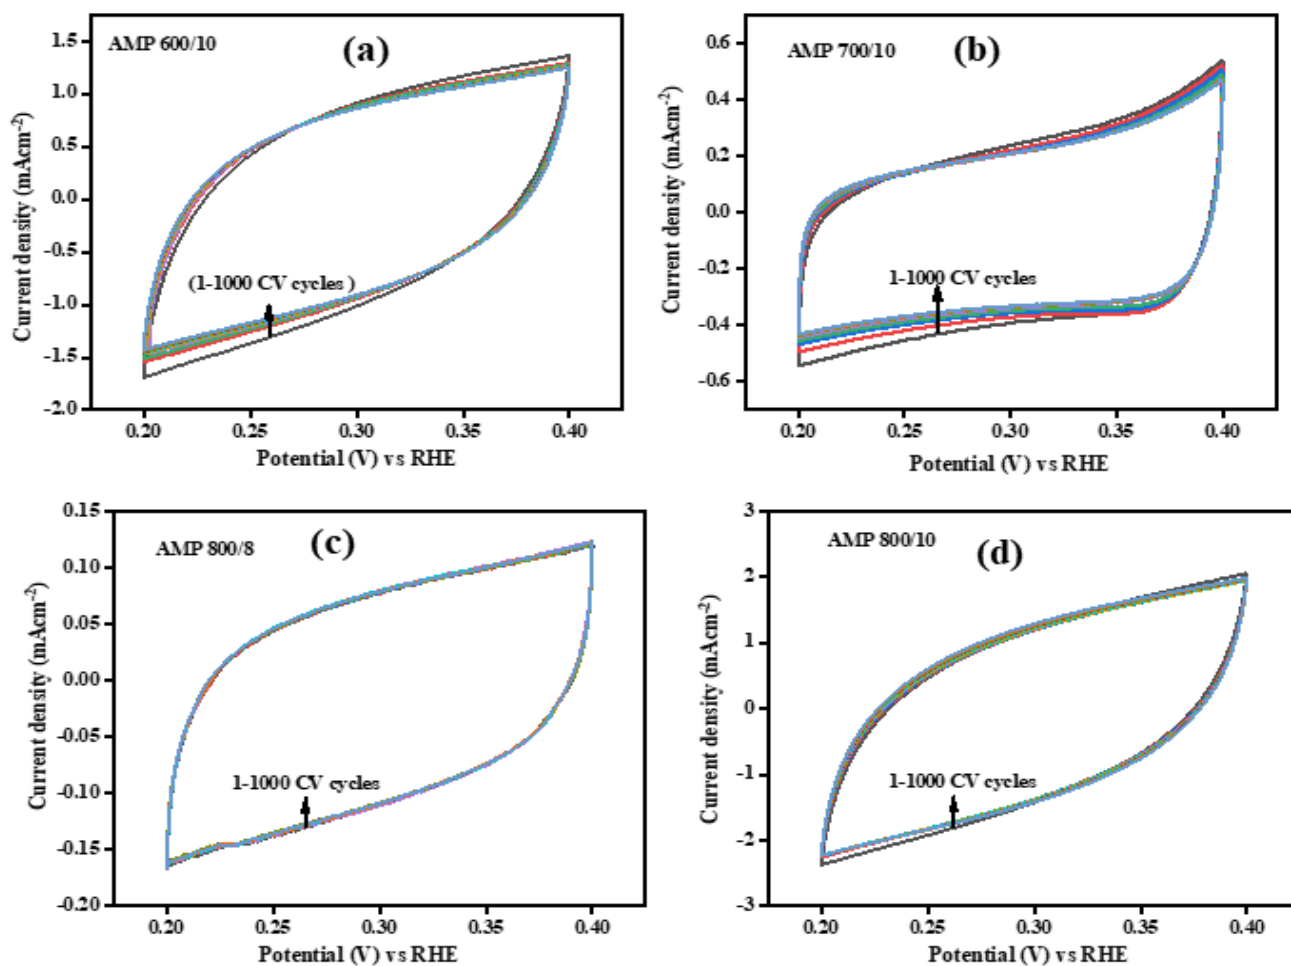 AMP 600/10
(a)
1.5
1.0
0.5
0.0
-0.5
-1.0
-1.5
-2.0
Current density (mAcm⁻²)
(1-1000 CV cycles )
0.20 0.25 0.30 0.35 0.40
Potential (V) vs RHE
AMP 700/10
(b)
0.6
0.4
0.2
0.0
-0.2
-0.4
-0.6
Current density (mAcm⁻²)
1-1000 CV cycles
0.20 0.25 0.30 0.35 0.40
Potential (V) vs RHE
AMP 800/8
(c)
0.15
0.10
0.05
0.00
-0.05
-0.10
-0.15
-0.20
Current density (mAcm⁻²)
1-1000 CV cycles
0.20 0.25 0.30 0.35 0.40
Potential (V) vs RHE
AMP 800/10
(d)
3
2
1
0
-1
-2
-3
Current density (mAcm⁻²)
1-1000 CV cycles
0.20 0.25 0.30 0.35 0.40
Potential (V) vs RHE